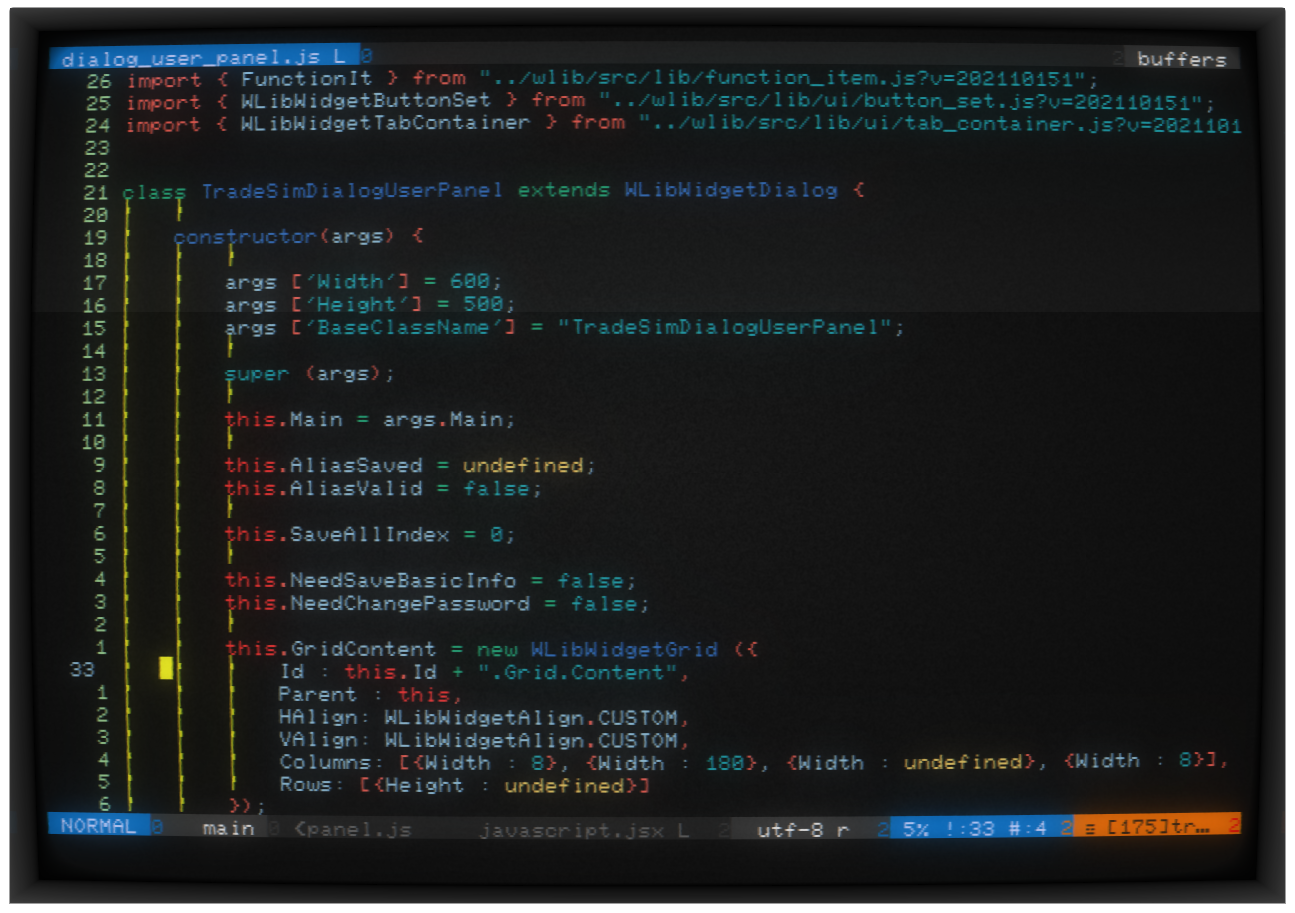 dialog_user_panel.js L 0 2 buffers
26 import { FunctionIt } from "../wlib/src/lib/function_item.js?v=202110151";
25 import { WLibWidgetButtonSet } from "../wlib/src/lib/ui/button_set.js?v=202110151";
24 import { WLibWidgetTabContainer } from "../wlib/src/lib/ui/tab_container.js?v=2021101
23
22
21 class TradeSimDialogUserPanel extends WLibWidgetDialog {
20
19 constructor(args) {
18
17 args ['Width'] = 600;
16 args ['Height'] = 500;
15 args ['BaseClassName'] = "TradeSimDialogUserPanel";
14
13 super (args);
12
11 this.Main = args.Main;
10
9 this.AliasSaved = undefined;
8 this.AliasValid = false;
7
6 this.SaveAllIndex = 0;
5
4 this.NeedSaveBasicInfo = false;
3 this.NeedChangePassword = false;
2
1 this.GridContent = new WLibWidgetGrid ({
33 Id : this.Id + ".Grid.Content",
1 Parent : this,
2 HAlign: WLibWidgetAlign.CUSTOM,
3 VAlign: WLibWidgetAlign.CUSTOM,
4 Columns: [{Width : 8}, {Width : 180}, {Width : undefined}, {Width : 8}],
5 Rows: [{Height : undefined}]
6 });
NORMAL 0 main 0 <panel.js javascript.jsx L 2 utf-8 r 2 5% !:33 #:4 2 ≡ [175]tr… 2